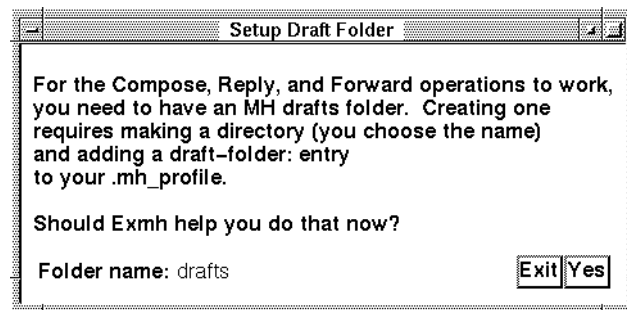 Setup Draft Folder
For the Compose, Reply, and Forward operations to work,
you need to have an MH drafts folder.  Creating one
requires making a directory (you choose the name)
and adding a draft-folder: entry
to your .mh_profile.
Should Exmh help you do that now?
Folder name: drafts Exit Yes